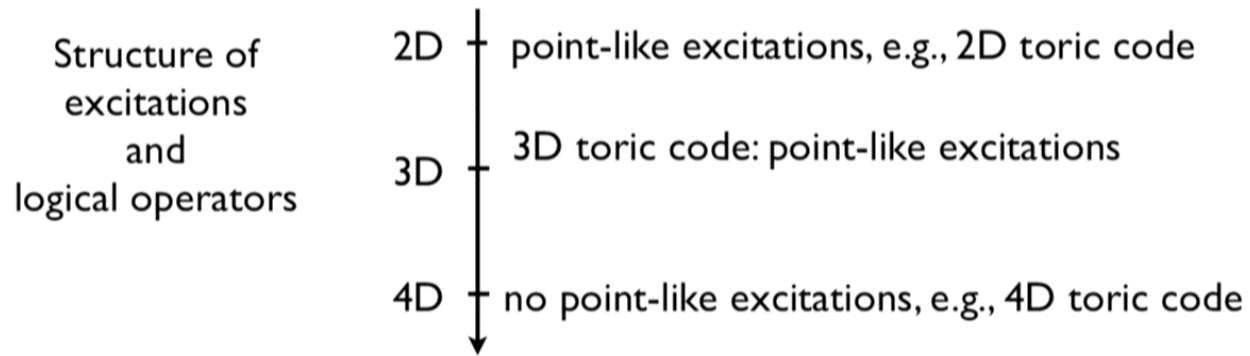 Structure of
excitations
and
logical operators
2D point-like excitations, e.g., 2D toric code
3D toric code: point-like excitations
3D
4D no point-like excitations, e.g., 4D toric code